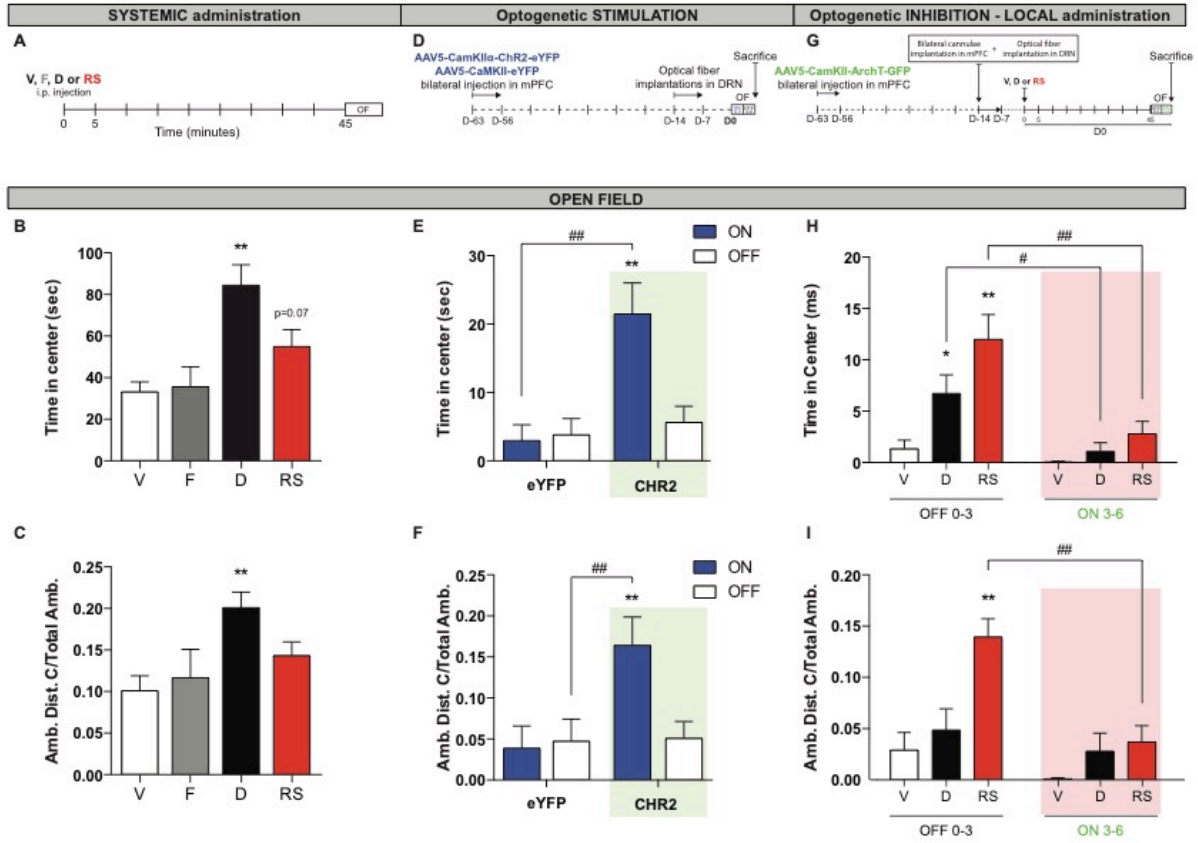 SYSTEMIC administration
Optogenetic STIMULATION
Optogenetic INHIBITION - LOCAL administration
A
V, F, D or RS
i.p. injection
OF
0 5 45
Time (minutes)
D
AAV5-CamKIIα-ChR2-eYFP
AAV5-CaMKII-eYFP
bilateral injection in mPFC
Optical fiber
implantations in DRN
Sacrifice
OF
D-63 D-56 D-14 D-7 D0
G
Bilateral cannulae
implantation in mPFC
+
Optical fiber
implantation in DRN
Sacrifice
AAV5-CamKII-ArchT-GFP
bilateral injection in mPFC
V, D or RS
OF
D-63 D-56 D-14 D-7 0 5 45
D0
OPEN FIELD
B
Time in center (sec)
100
80
60
40
20
0
**
p=0.07
V F D RS
E
Time in center (sec)
30
20
10
0
##
**
ON
OFF
eYFP CHR2
H
Time in Center (ms)
20
15
10
5
0
##
#
**
*
V D RS V D RS
OFF 0-3 ON 3-6
C
Amb. Dist. C/Total Amb.
0.25
0.20
0.15
0.10
0.05
0.00
**
V F D RS
F
Amb. Dist. C/Total Amb.
0.25
0.20
0.15
0.10
0.05
0.00
##
**
ON
OFF
eYFP CHR2
I
Amb. Dist. C/Total Amb.
0.20
0.15
0.10
0.05
0.00
##
**
V D RS V D RS
OFF 0-3 ON 3-6